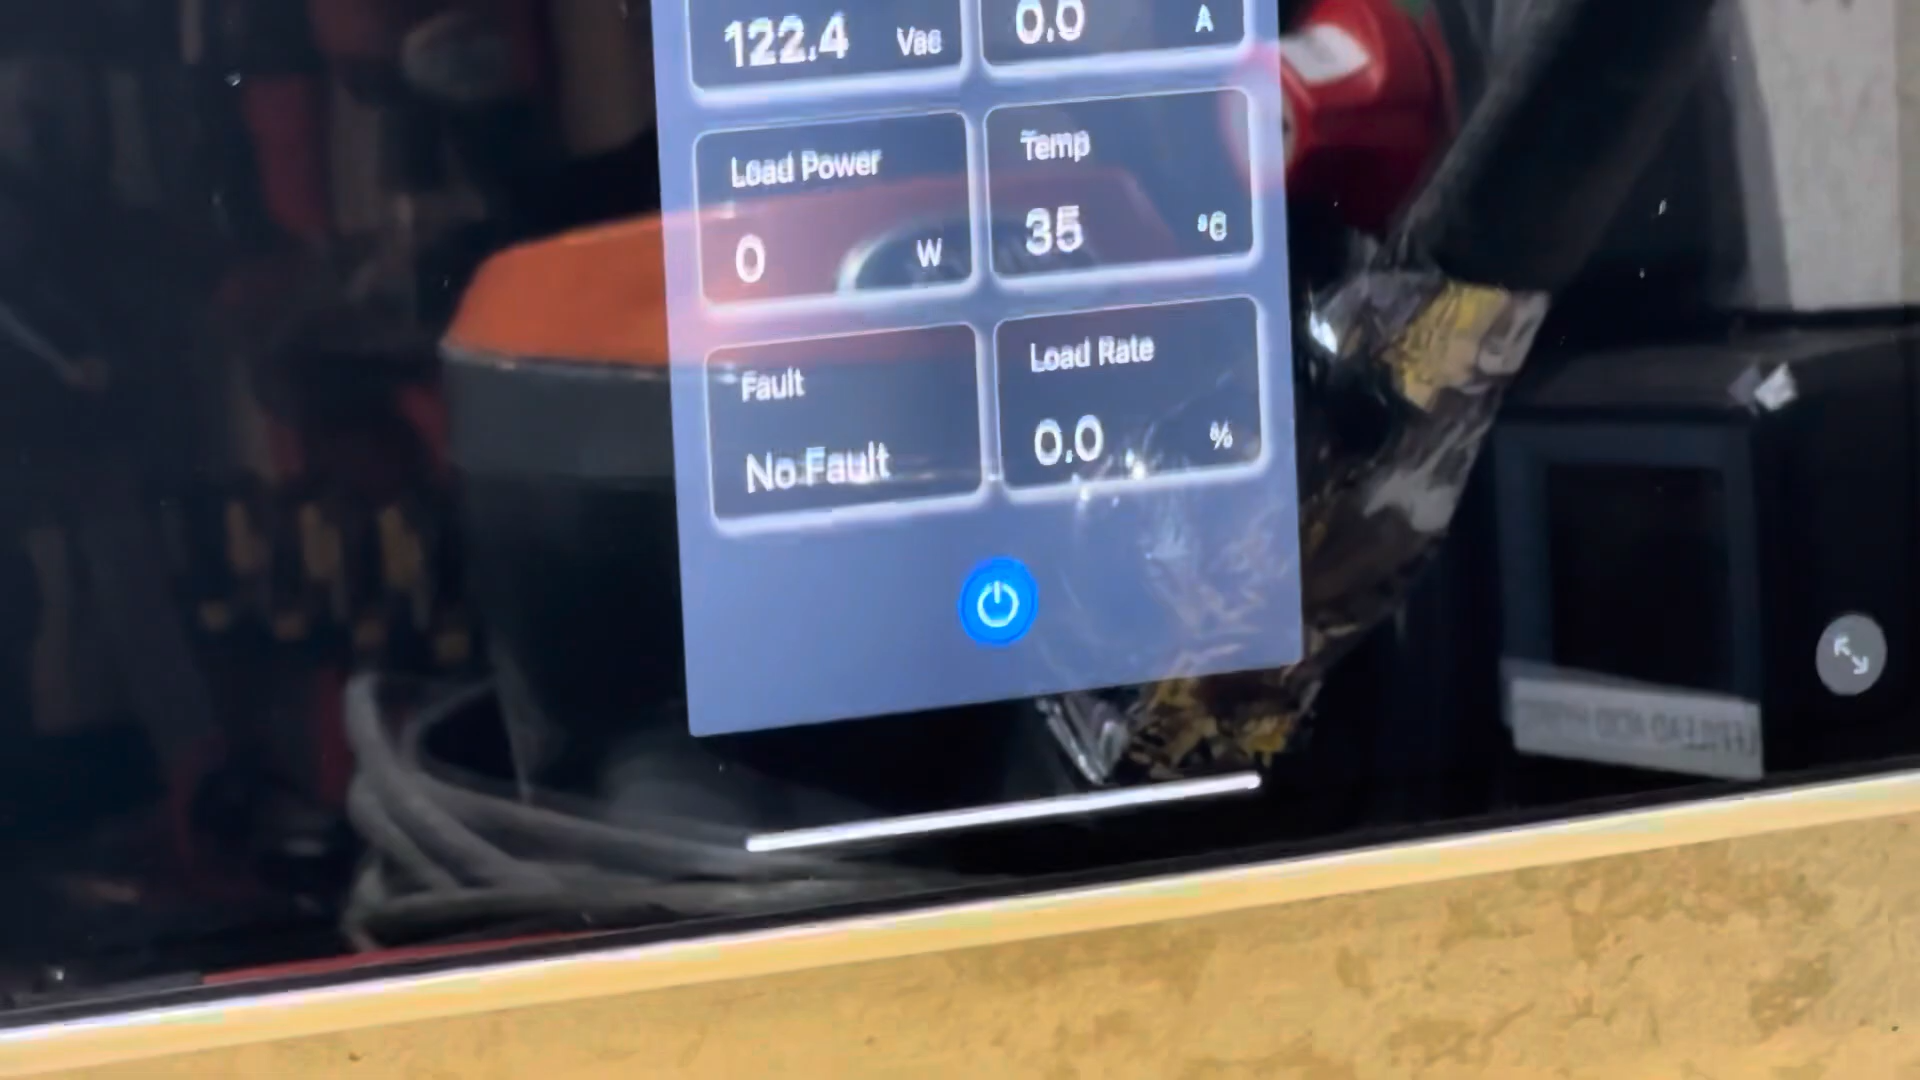 122.4 Vac
0.0 A
Load Power
0 W
Temp
35 °C
Fault
No Fault
Load Rate
0.0 %